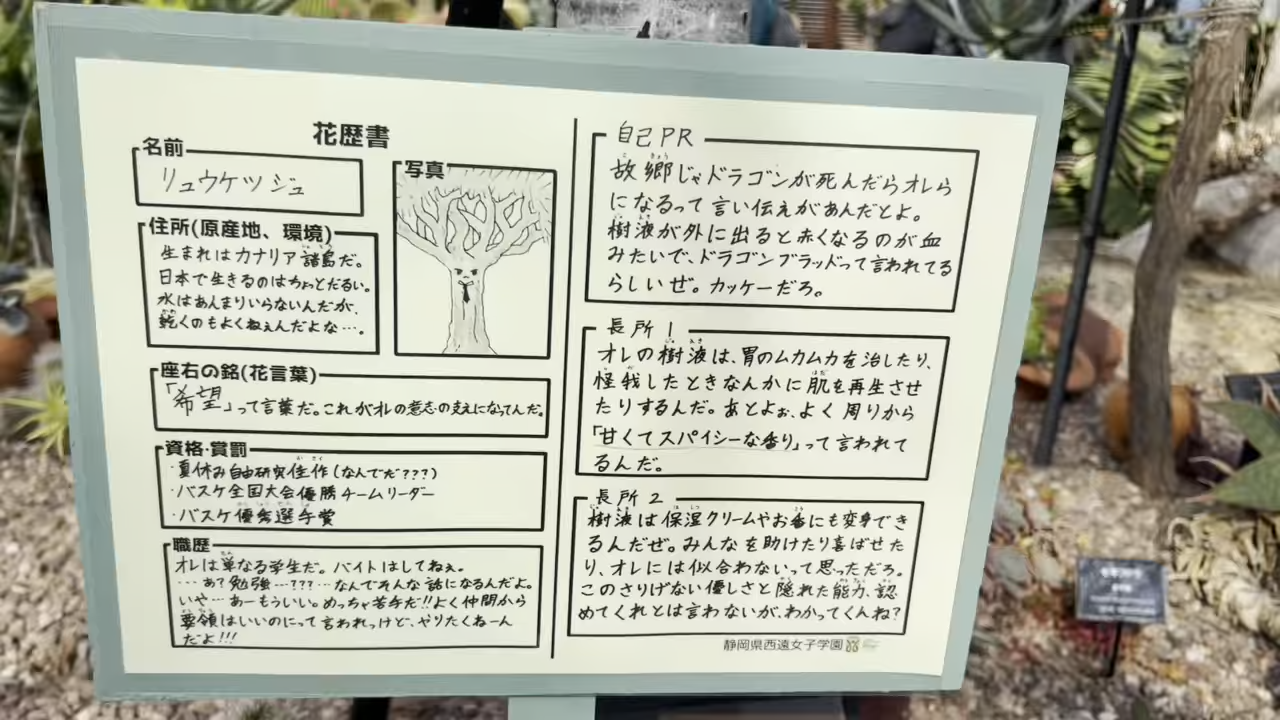 花歴書
名前
リュウケツジュ
写真
住所(原産地、環境)
生まれはカナリア諸島だ。
日本で生きるのはちょっとだるい。
水はあんまりいらないんだが、
乾くのもよくねぇんだよな…。
座右の銘(花言葉)
「希望」って言葉だ。これがオレの意志の支えになってんだ。
資格・賞罰
・夏休み自由研究佳作(なんでだ???)
・バスケ全国大会優勝チームリーダー
・バスケ優秀選手賞
職歴
オレは単なる学生だ。バイトはしてねぇ。
…あ?勉強…???…なんでそんな話になるんだよ。
いや…あーもういい。めっちゃ苦手だ!!よく仲間から
要領はいいのにって言われっけど、やりたくねーん
だよ!!!
自己PR
故郷じゃドラゴンが死んだらオレら
になるって言い伝えがあんだとよ。
樹液が外に出ると赤くなるのが血
みたいで、ドラゴンブラッドって言われてる
らしいぜ。カッケーだろ。
長所1
オレの樹液は、胃のムカムカを治したり、
怪我したときなんかに肌を再生させ
たりするんだ。あとよぉ、よく周りから
「甘くてスパイシーな香り」って言われて
るんだ。
長所2
樹液は保湿クリームやお香にも変身でき
るんだぜ。みんなを助けたり喜ばせた
り、オレには似合わないって思っただろ。
このさりげない優しさと隠れた能力、認
めてくれとは言わないが、わかってくんね?
静岡県西遠女子学園